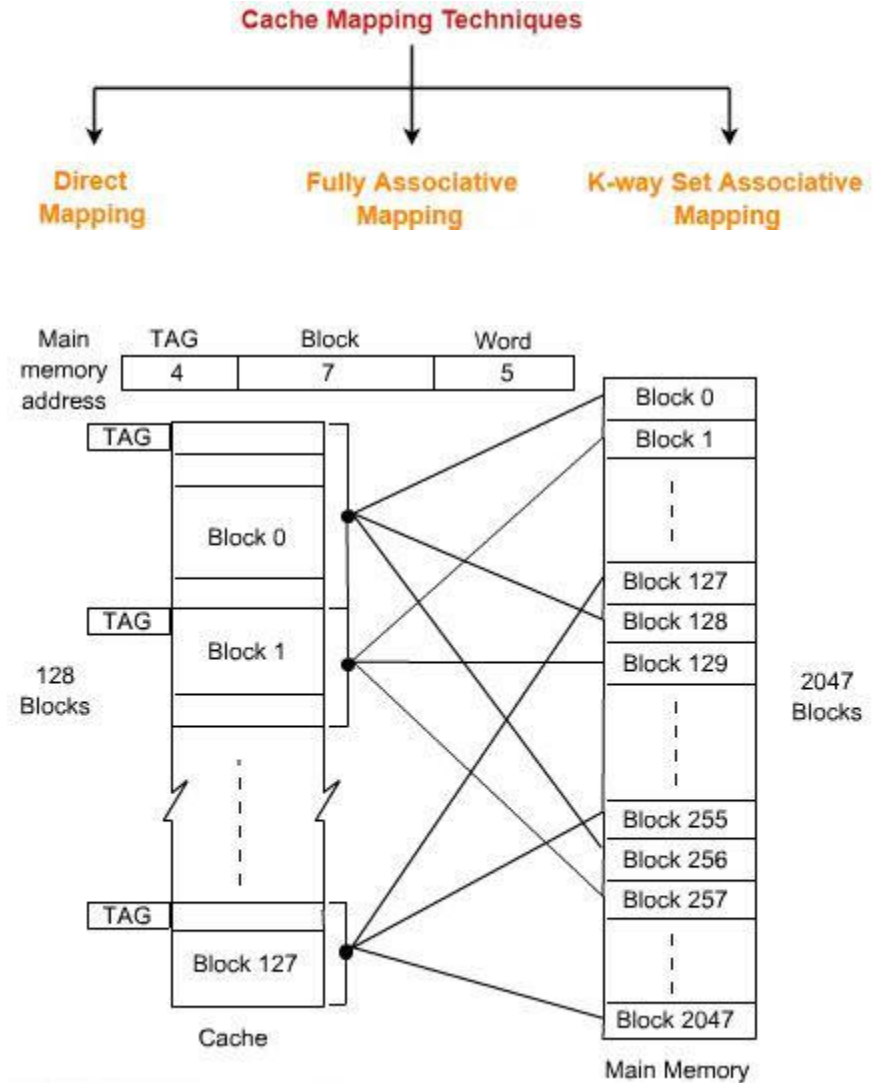 Cache Mapping Techniques
Direct
Mapping
Fully Associative
Mapping
K-way Set Associative
Mapping
Main
memory
address
TAG
Block
Word
4
7
5
TAG
Block 0
TAG
Block 1
128
Blocks
TAG
Block 127
Cache
Block 0
Block 1
Block 127
Block 128
Block 129
2047
Blocks
Block 255
Block 256
Block 257
Block 2047
Main Memory